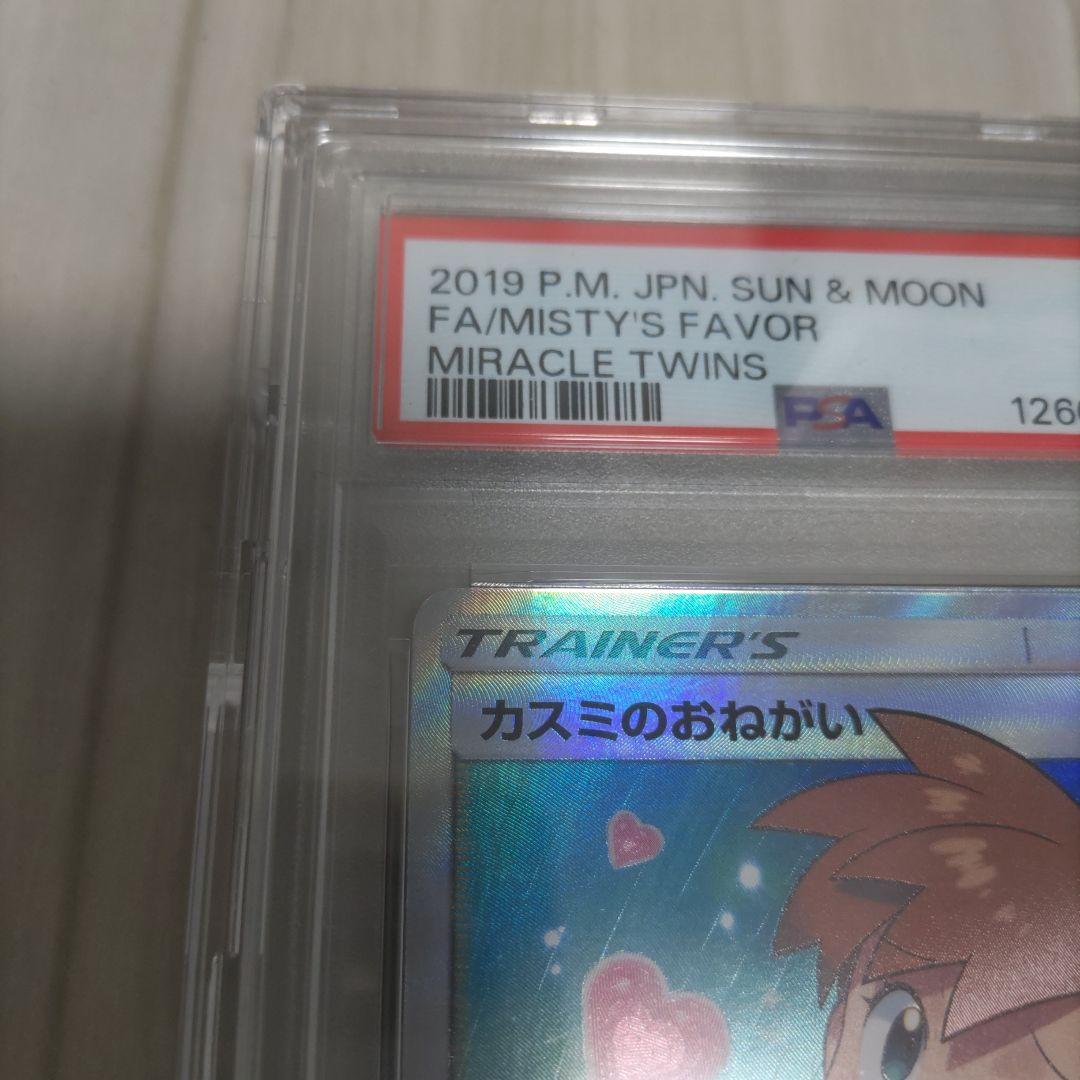 2019 P.M. JPN. SUN & MOON
FA/MISTY'S FAVOR
MIRACLE TWINS
PSA
1266
TRAINER'S
カスミのおねがい